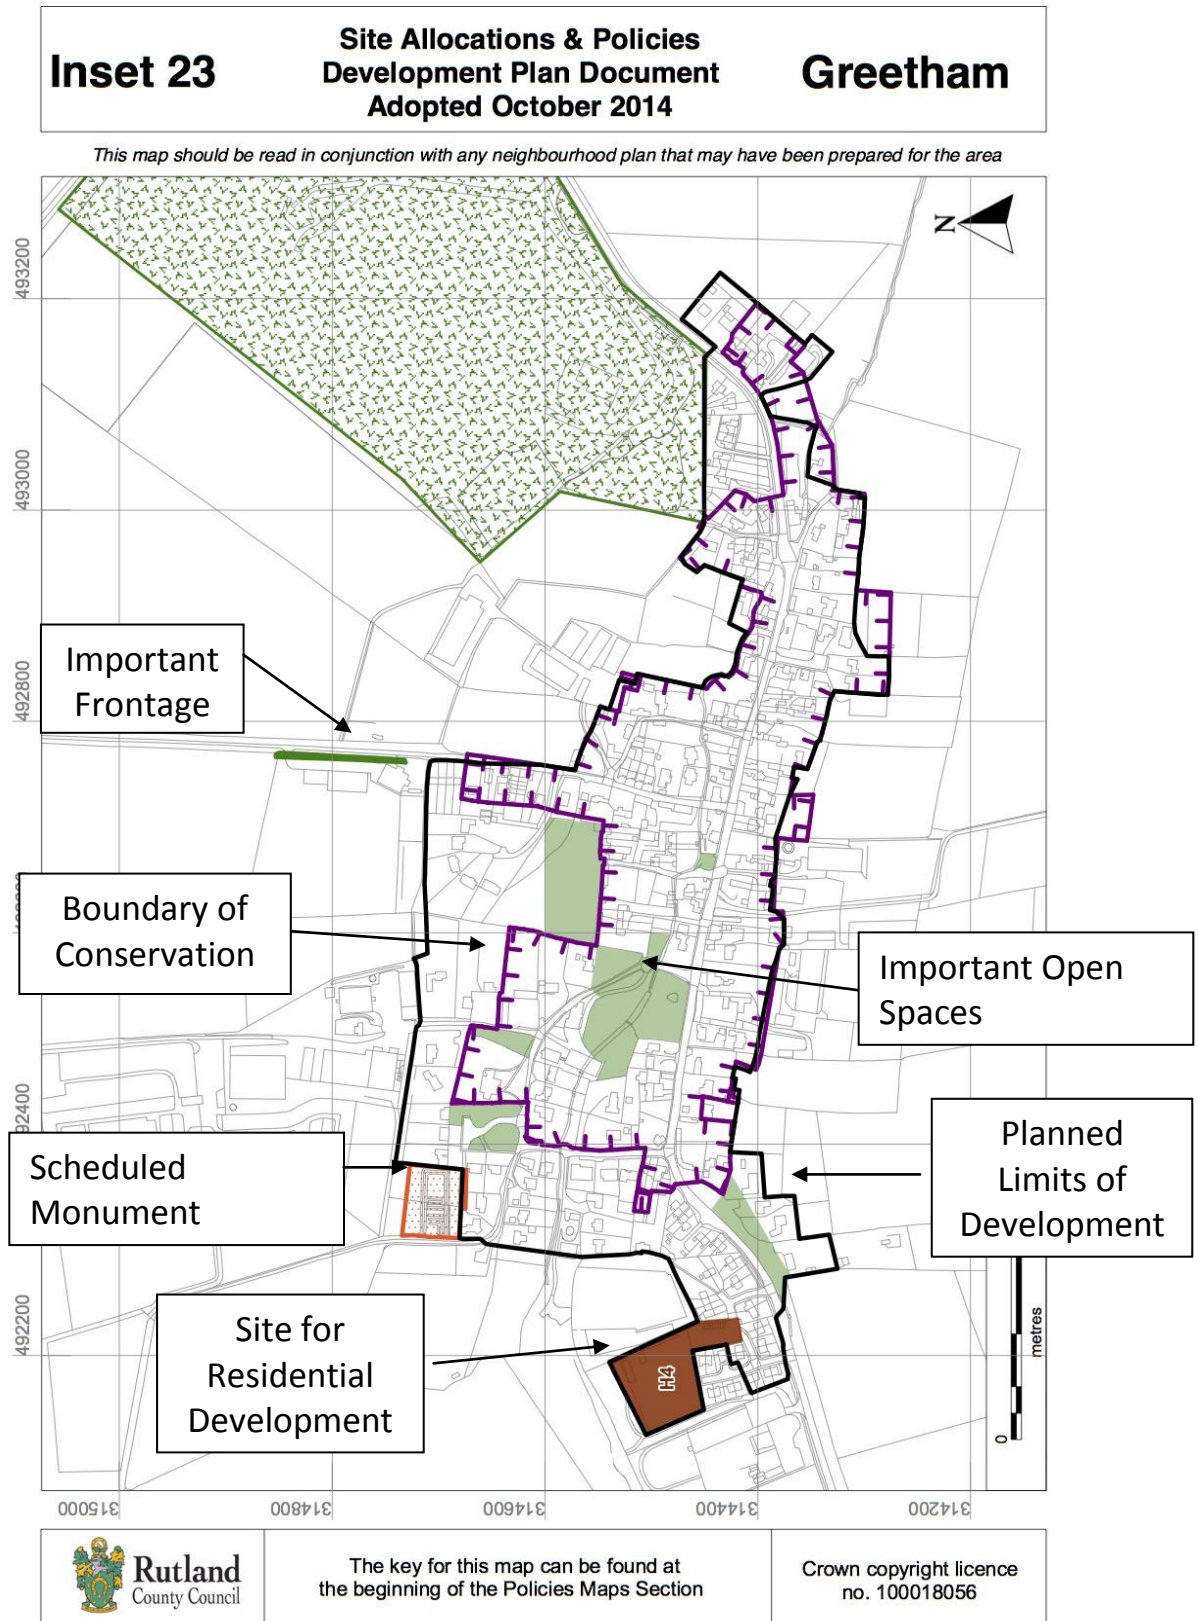 Inset 23
Site Allocations & Policies
Development Plan Document
Adopted October 2014
Greetham
This map should be read in conjunction with any neighbourhood plan that may have been prepared for the area
N
493200
493000
492800
492200
Important
Frontage
Boundary of
Conservation
Important Open
Spaces
Scheduled
Monument
Planned
Limits of
Development
Site for
Residential
Development
H4
0
metres
315000
314800
314600
314400
314200
Rutland
County Council
The key for this map can be found at
the beginning of the Policies Maps Section
Crown copyright licence
no. 100018056